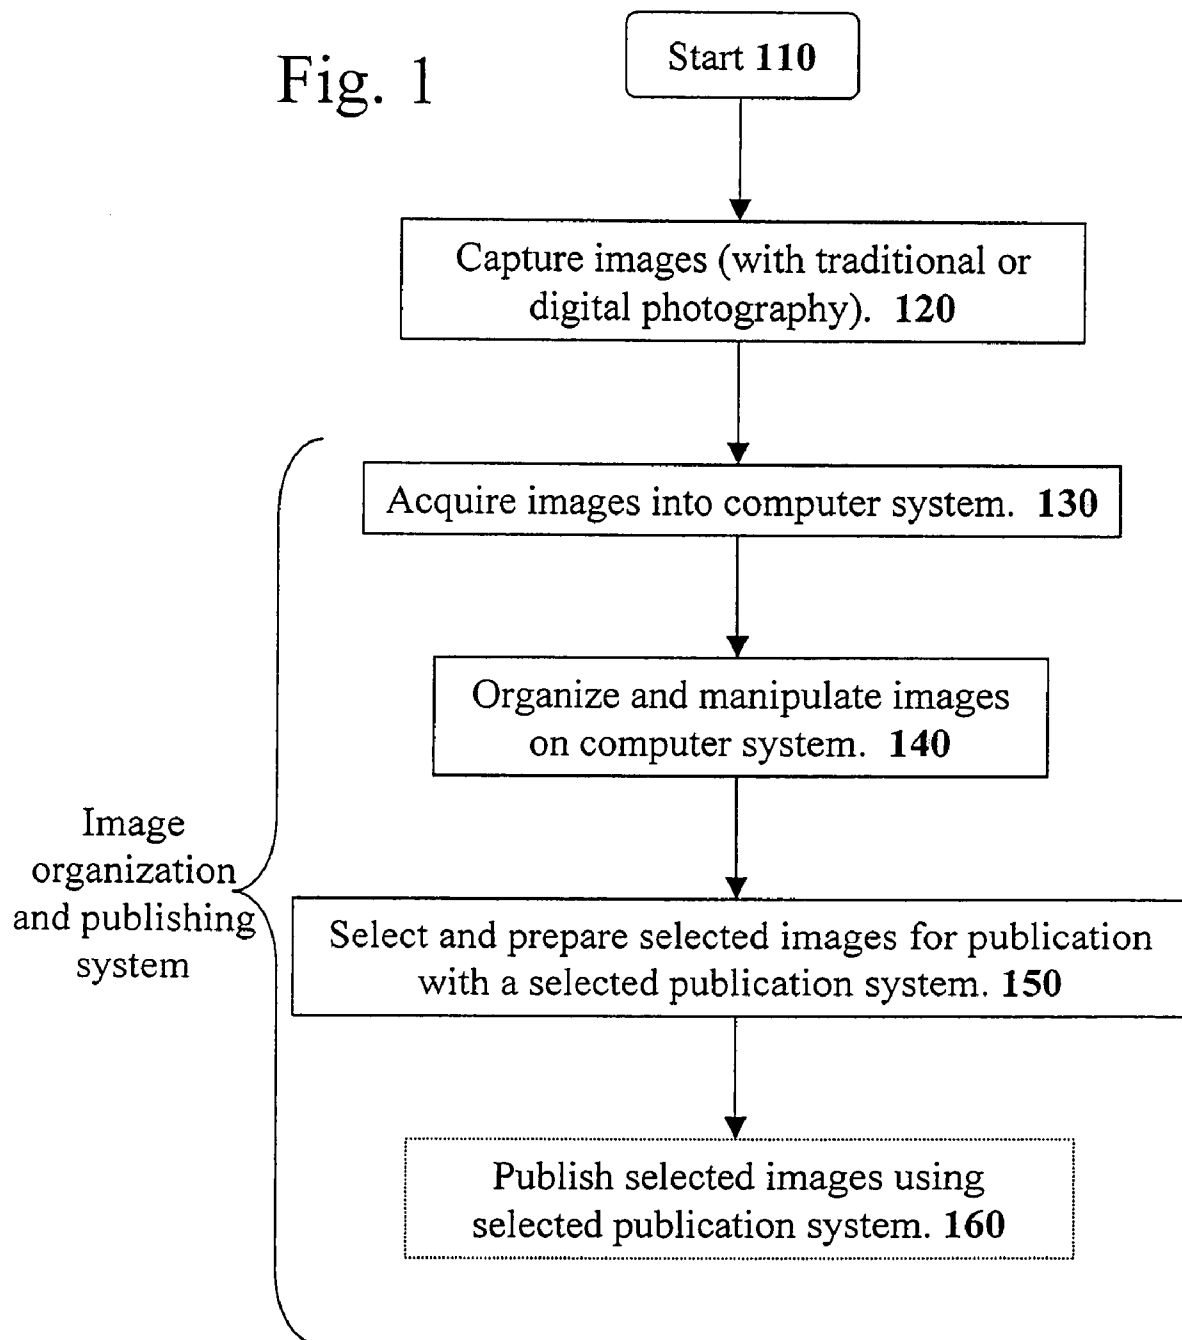 Fig. 1
Start 110
Capture images (with traditional or
digital photography). 120
Acquire images into computer system. 130
Organize and manipulate images
on computer system. 140
Image
organization
and publishing
system
Select and prepare selected images for publication
with a selected publication system. 150
Publish selected images using
selected publication system. 160